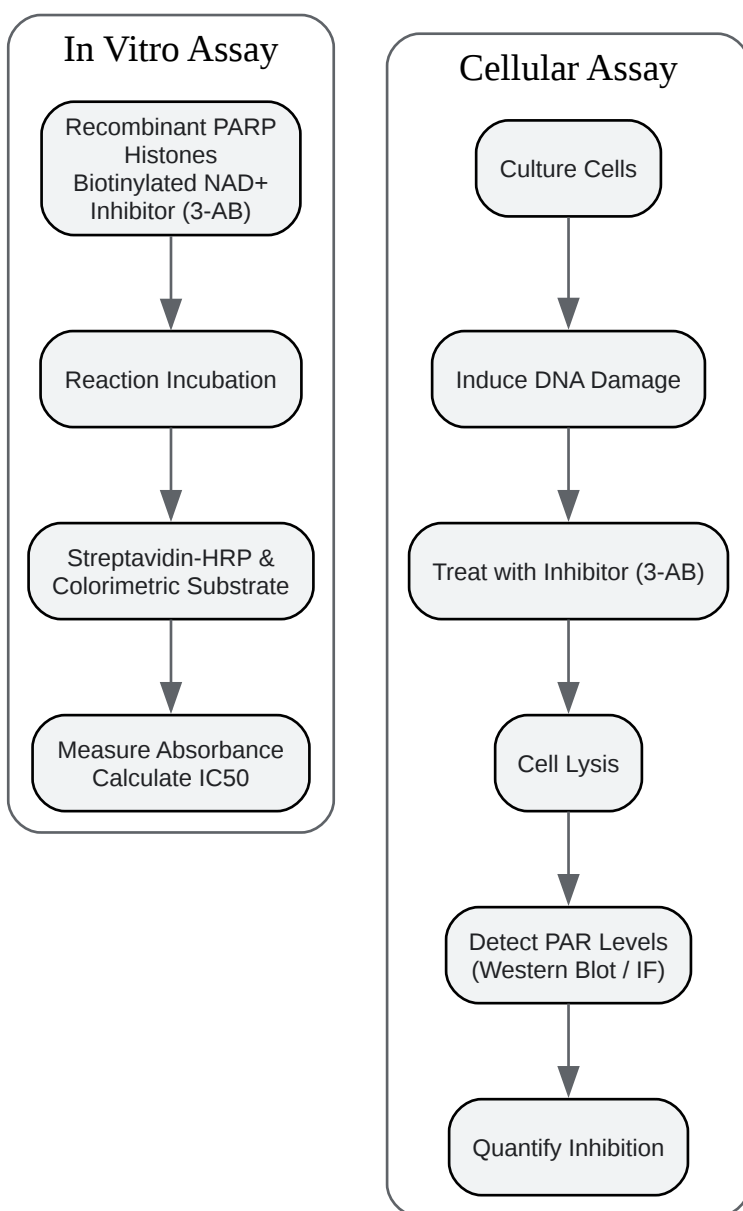 In Vitro Assay
Recombinant PARP
Histones
Biotinylated NAD+
Inhibitor (3-AB)
Reaction Incubation
Streptavidin-HRP &
Colorimetric Substrate
Measure Absorbance
Calculate IC50
Cellular Assay
Culture Cells
Induce DNA Damage
Treat with Inhibitor (3-AB)
Cell Lysis
Detect PAR Levels
(Western Blot / IF)
Quantify Inhibition